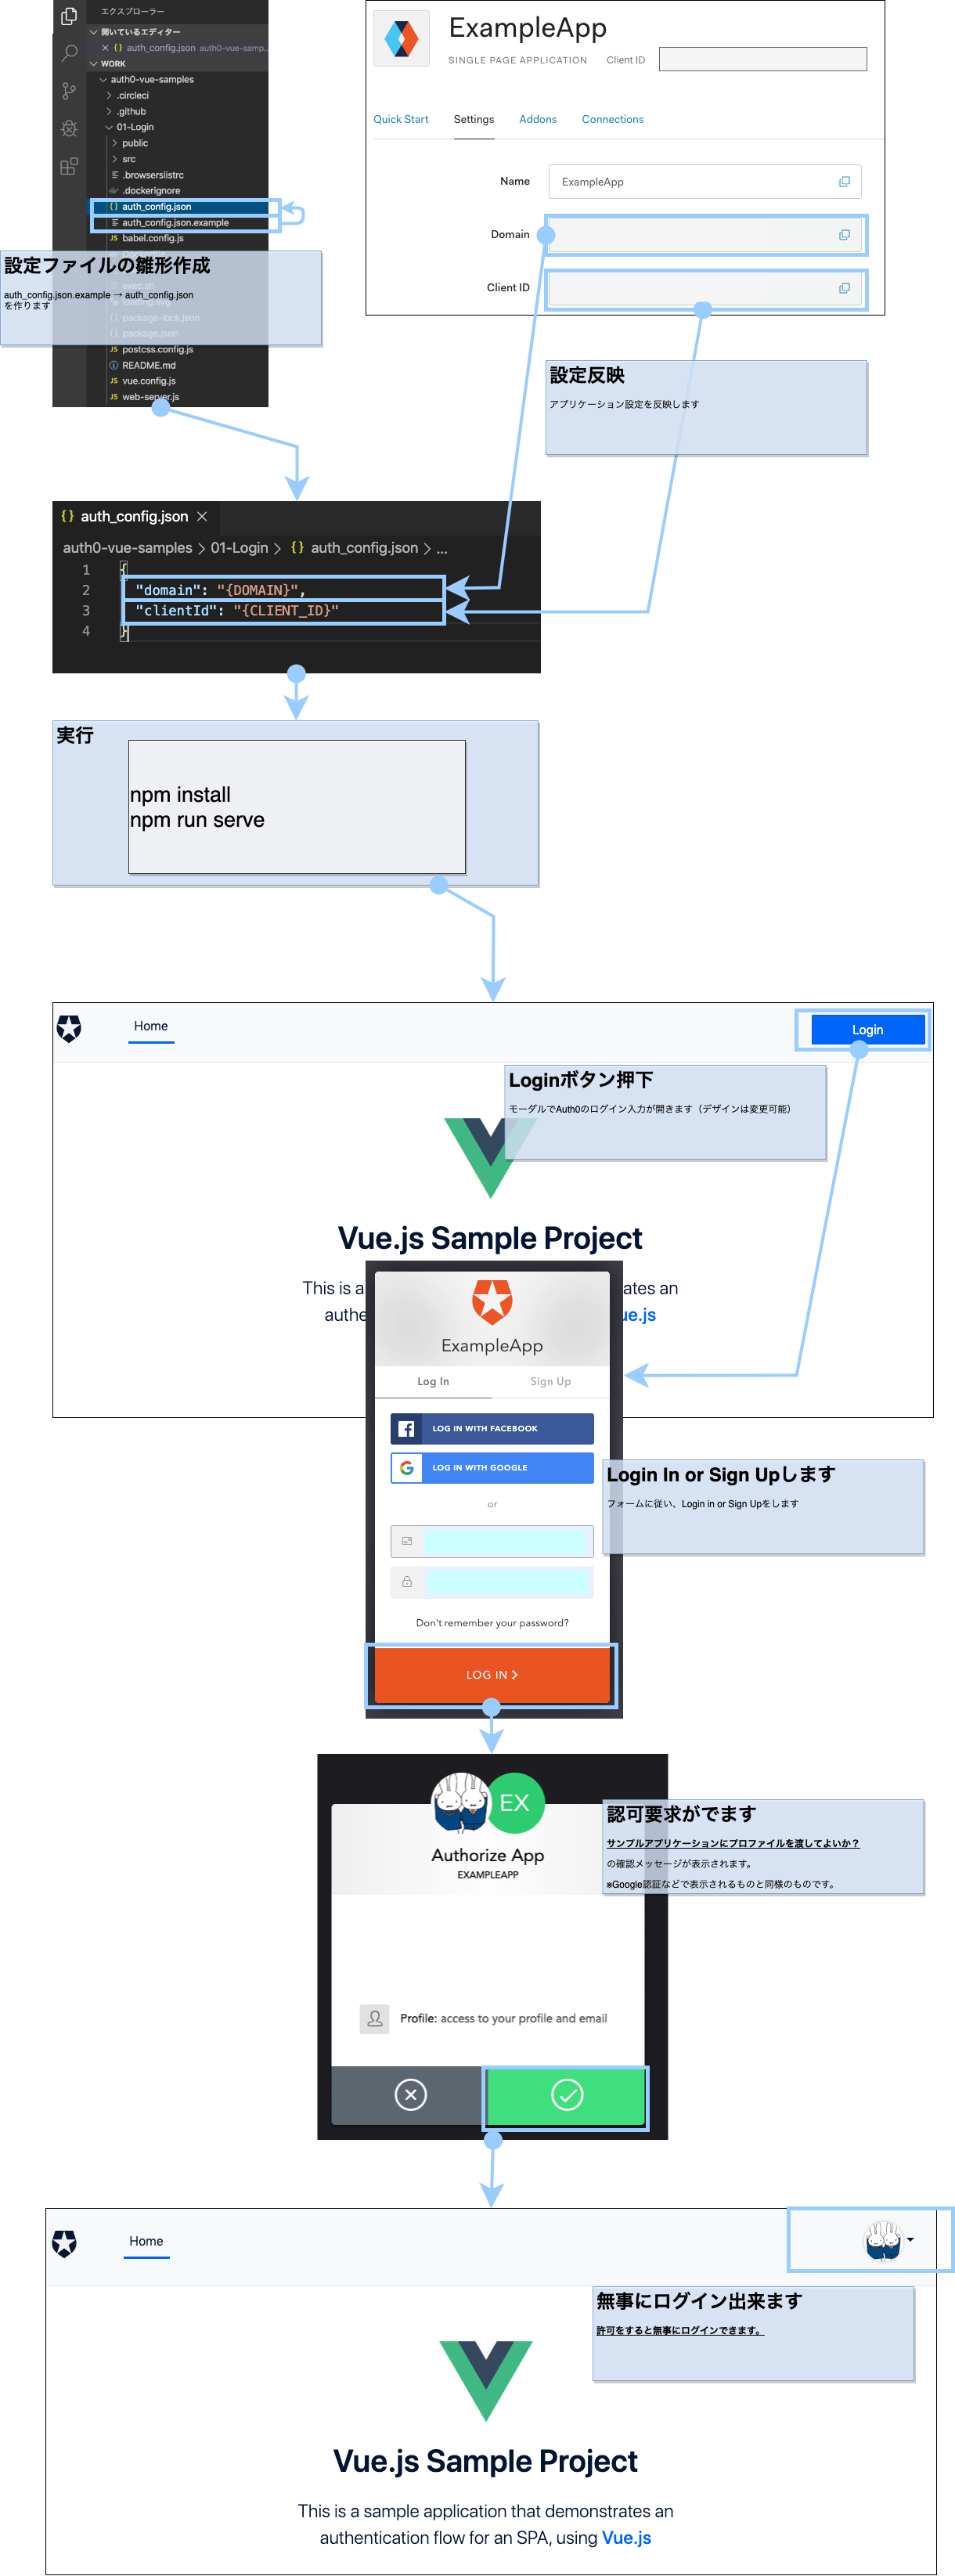 エクスプローラー
開いているエディター
auth_config.json auth0-vue-samp...
WORK
auth0-vue-samples
.circleci
.github
01-Login
public
src
.browserslistrc
.dockerignore
auth_config.json
auth_config.json.example
babel.config.js
設定ファイルの雛形作成
auth_config.json.example → auth_config.json
を作ります
exec.sh
loading.svg
package-lock.json
package.json
postcss.config.js
README.md
vue.config.js
web-server.js
ExampleApp
SINGLE PAGE APPLICATION
Client ID
Quick Start
Settings
Addons
Connections
Name
ExampleApp
Domain
Client ID
設定反映
アプリケーション設定を反映します
{} auth_config.json ×
auth0-vue-samples > 01-Login > {} auth_config.json > ...
1 {
2 "domain": "{DOMAIN}",
3 "clientId": "{CLIENT_ID}"
4 }
実行
npm install
npm run serve
Home
Login
Loginボタン押下
モーダルでAuth0のログイン入力が開きます（デザインは変更可能）
Vue.js Sample Project
This is a
ates an
authe
ue.js
ExampleApp
Log In
Sign Up
LOG IN WITH FACEBOOK
LOG IN WITH GOOGLE
or
Don't remember your password?
LOG IN >
Login In or Sign Upします
フォームに従い、Login in or Sign Upをします
EX
Authorize App
EXAMPLEAPP
認可要求がでます
サンプルアプリケーションにプロファイルを渡してよいか？
の確認メッセージが表示されます。
※Google認証などで表示されるものと同様のものです。
Profile: access to your profile and email
Home
無事にログイン出来ます
許可をすると無事にログインできます。
Vue.js Sample Project
This is a sample application that demonstrates an
authentication flow for an SPA, using Vue.js